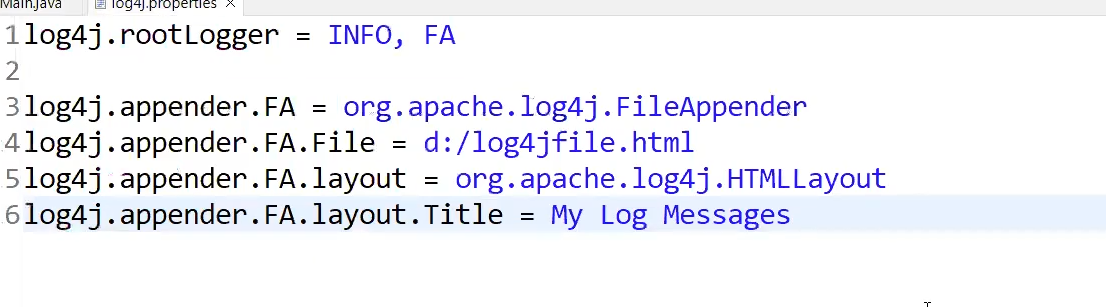 Main.java log4j.properties
1 log4j.rootLogger = INFO, FA
2
3 log4j.appender.FA = org.apache.log4j.FileAppender
4 log4j.appender.FA.File = d:/log4jfile.html
5 log4j.appender.FA.layout = org.apache.log4j.HTMLLayout
6 log4j.appender.FA.layout.Title = My Log Messages